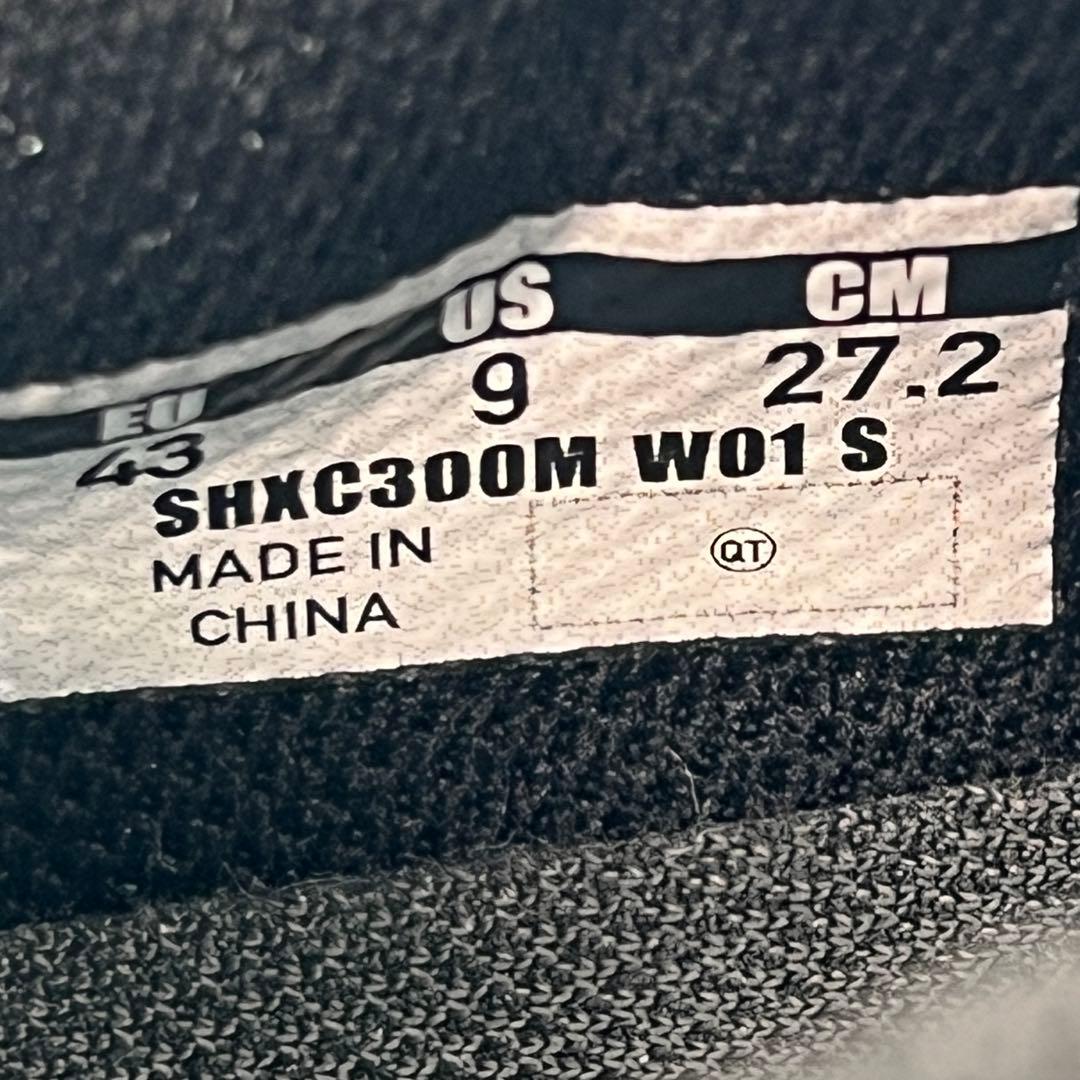 EU US CM
43 9 27.2
SHXC300M W01 S
MADE IN
CHINA
QT